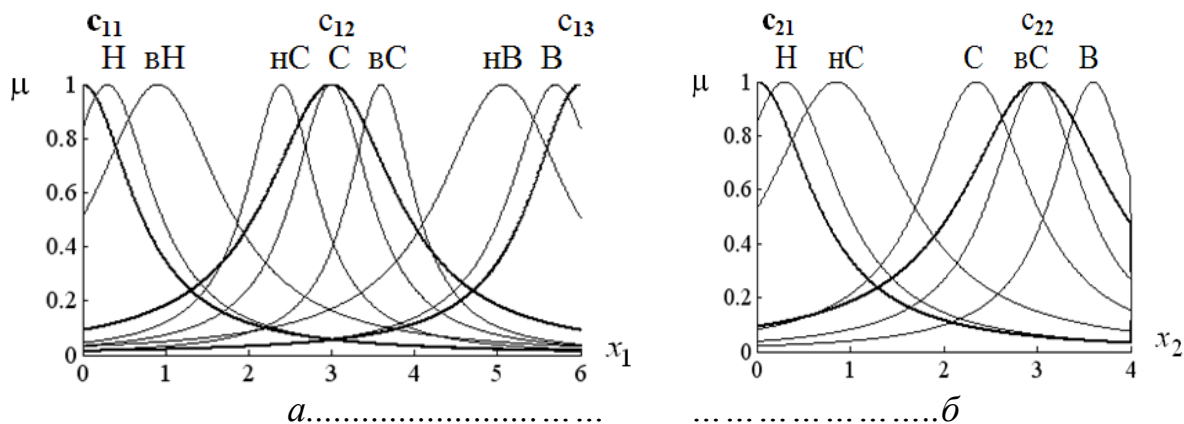 c11 c12 c13
Н вН нС С вС нВ В
μ
1
0.8
0.6
0.4
0.2
0
0 1 2 3 4 5 6
x1
c21 c22
Н нС С вС В
μ
1
0.8
0.6
0.4
0.2
0
0 1 2 3 4
x2
а.............................. ........................б